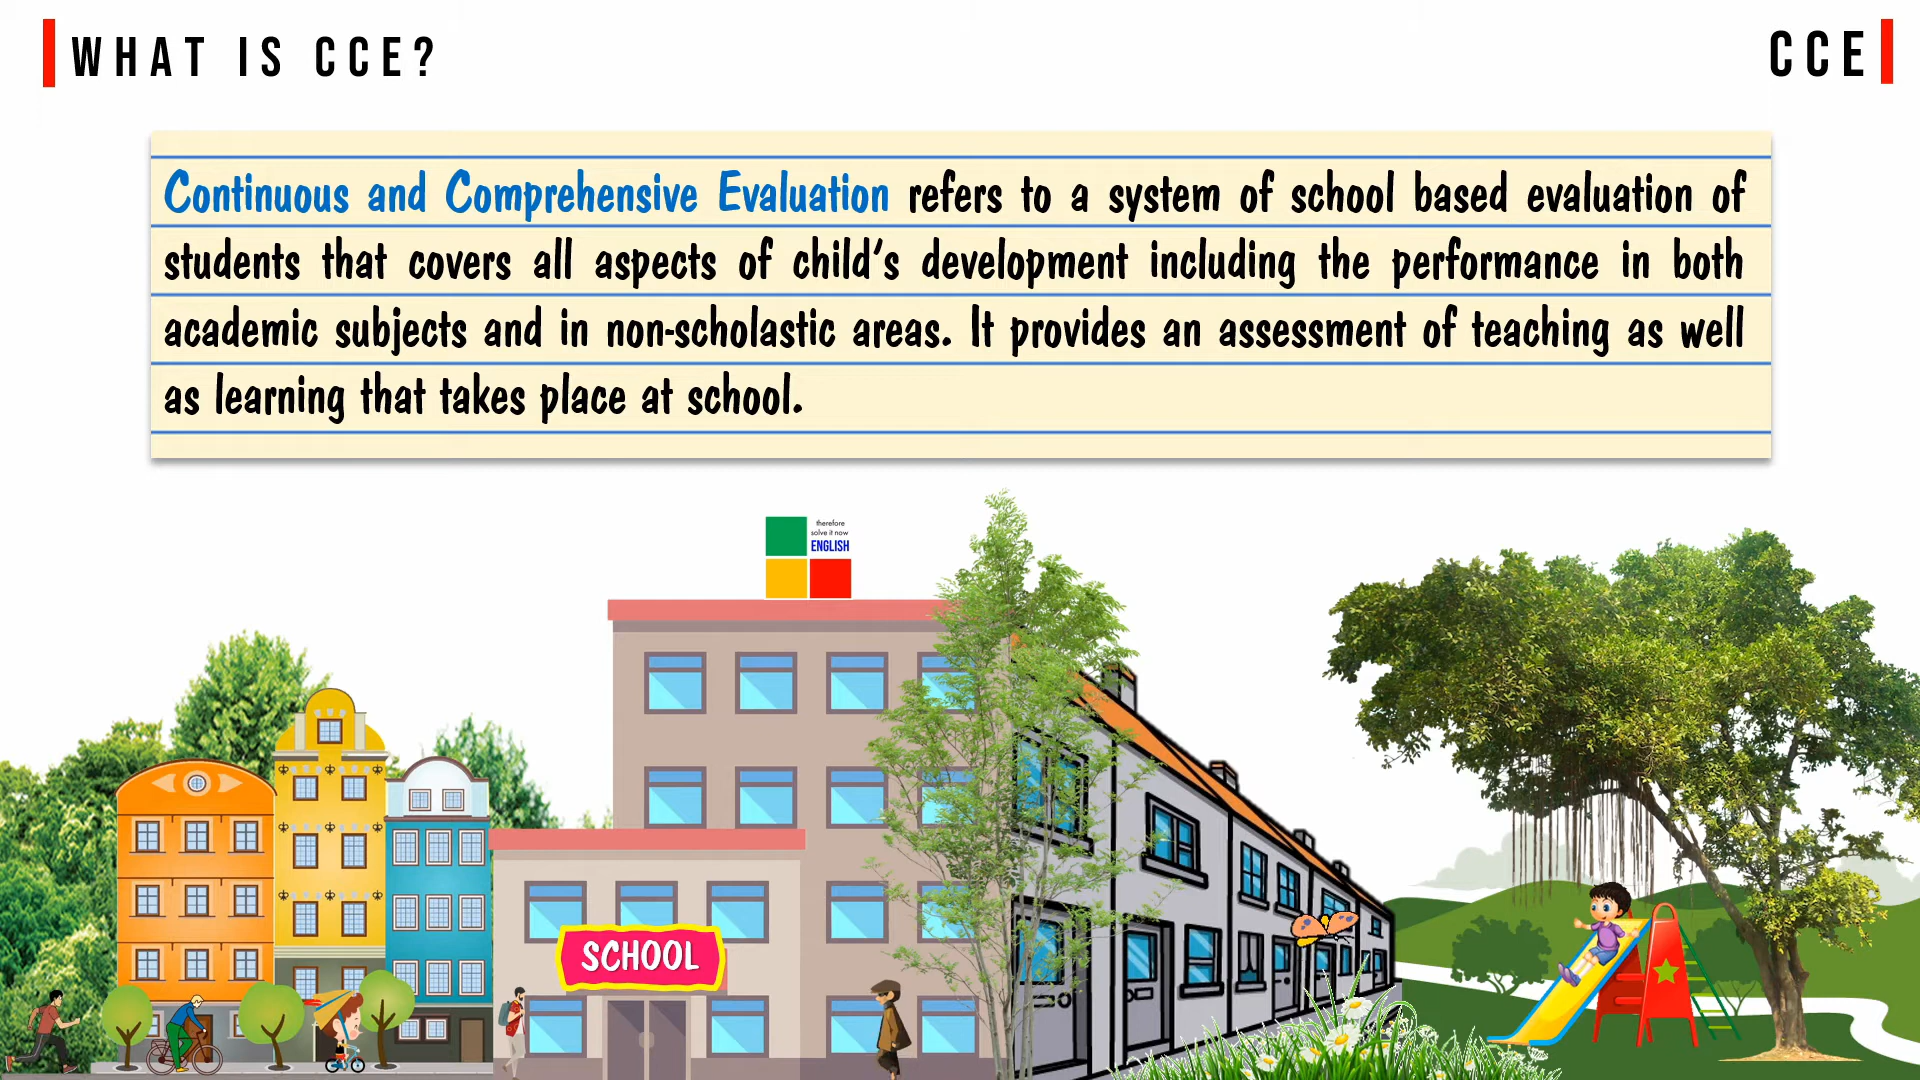 WHAT IS CCE?
CCE
Continuous and Comprehensive Evaluation refers to a system of school based evaluation of
students that covers all aspects of child's development including the performance in both
academic subjects and in non-scholastic areas. It provides an assessment of teaching as well
as learning that takes place at school.
therefore
solve it now
ENGLISH
SCHOOL